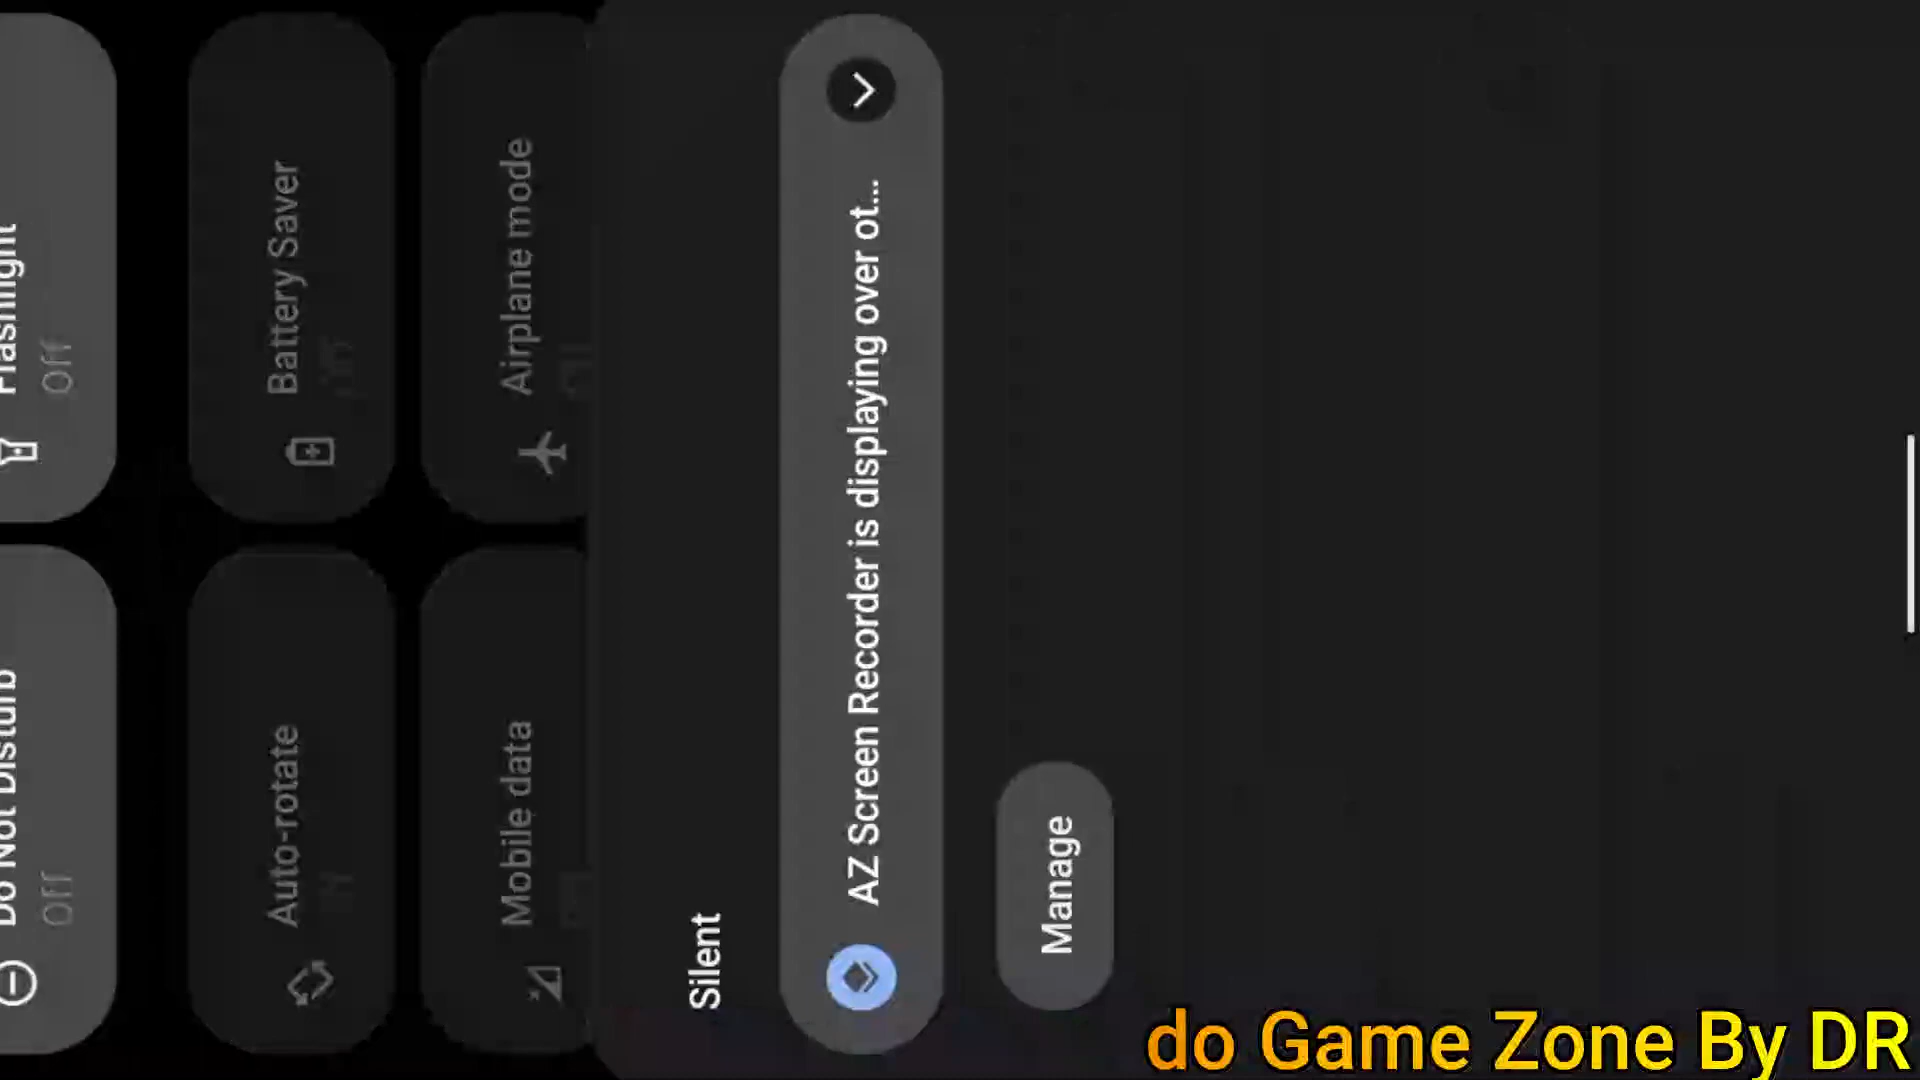 Do Not Disturb
Off
Flashlight
Off
Auto-rotate
Battery Saver
Mobile data
Airplane mode
Silent
AZ Screen Recorder is displaying over ot...
Manage
do Game Zone By DR